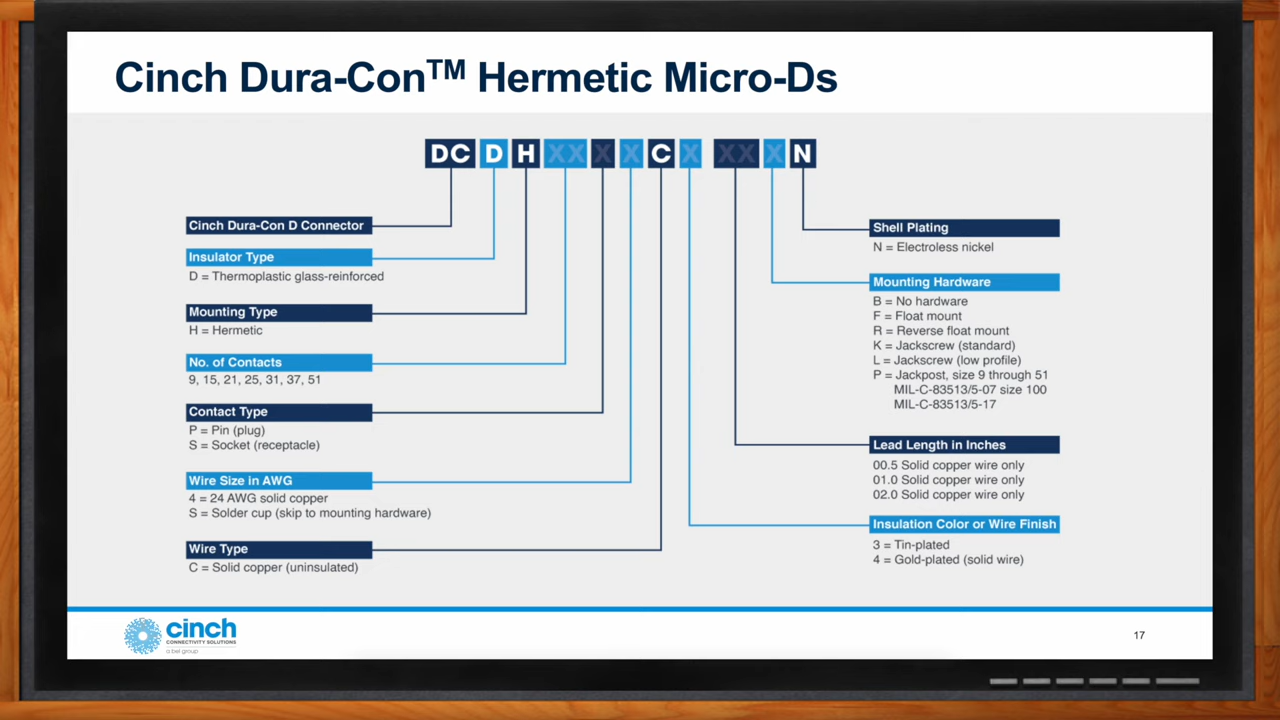 Cinch Dura-Con™ Hermetic Micro-Ds
DC D H XX X X C X XX X N
Cinch Dura-Con D Connector
Insulator Type
D = Thermoplastic glass-reinforced
Mounting Type
H = Hermetic
No. of Contacts
9, 15, 21, 25, 31, 37, 51
Contact Type
P = Pin (plug)
S = Socket (receptacle)
Wire Size in AWG
4 = 24 AWG solid copper
S = Solder cup (skip to mounting hardware)
Wire Type
C = Solid copper (uninsulated)
Shell Plating
N = Electroless nickel
Mounting Hardware
B = No hardware
F = Float mount
R = Reverse float mount
K = Jackscrew (standard)
L = Jackscrew (low profile)
P = Jackpost, size 9 through 51
MIL-C-83513/5-07 size 100
MIL-C-83513/5-17
Lead Length in Inches
00.5 Solid copper wire only
01.0 Solid copper wire only
02.0 Solid copper wire only
Insulation Color or Wire Finish
3 = Tin-plated
4 = Gold-plated (solid wire)
cinch
CONNECTIVITY SOLUTIONS
a bel group
17